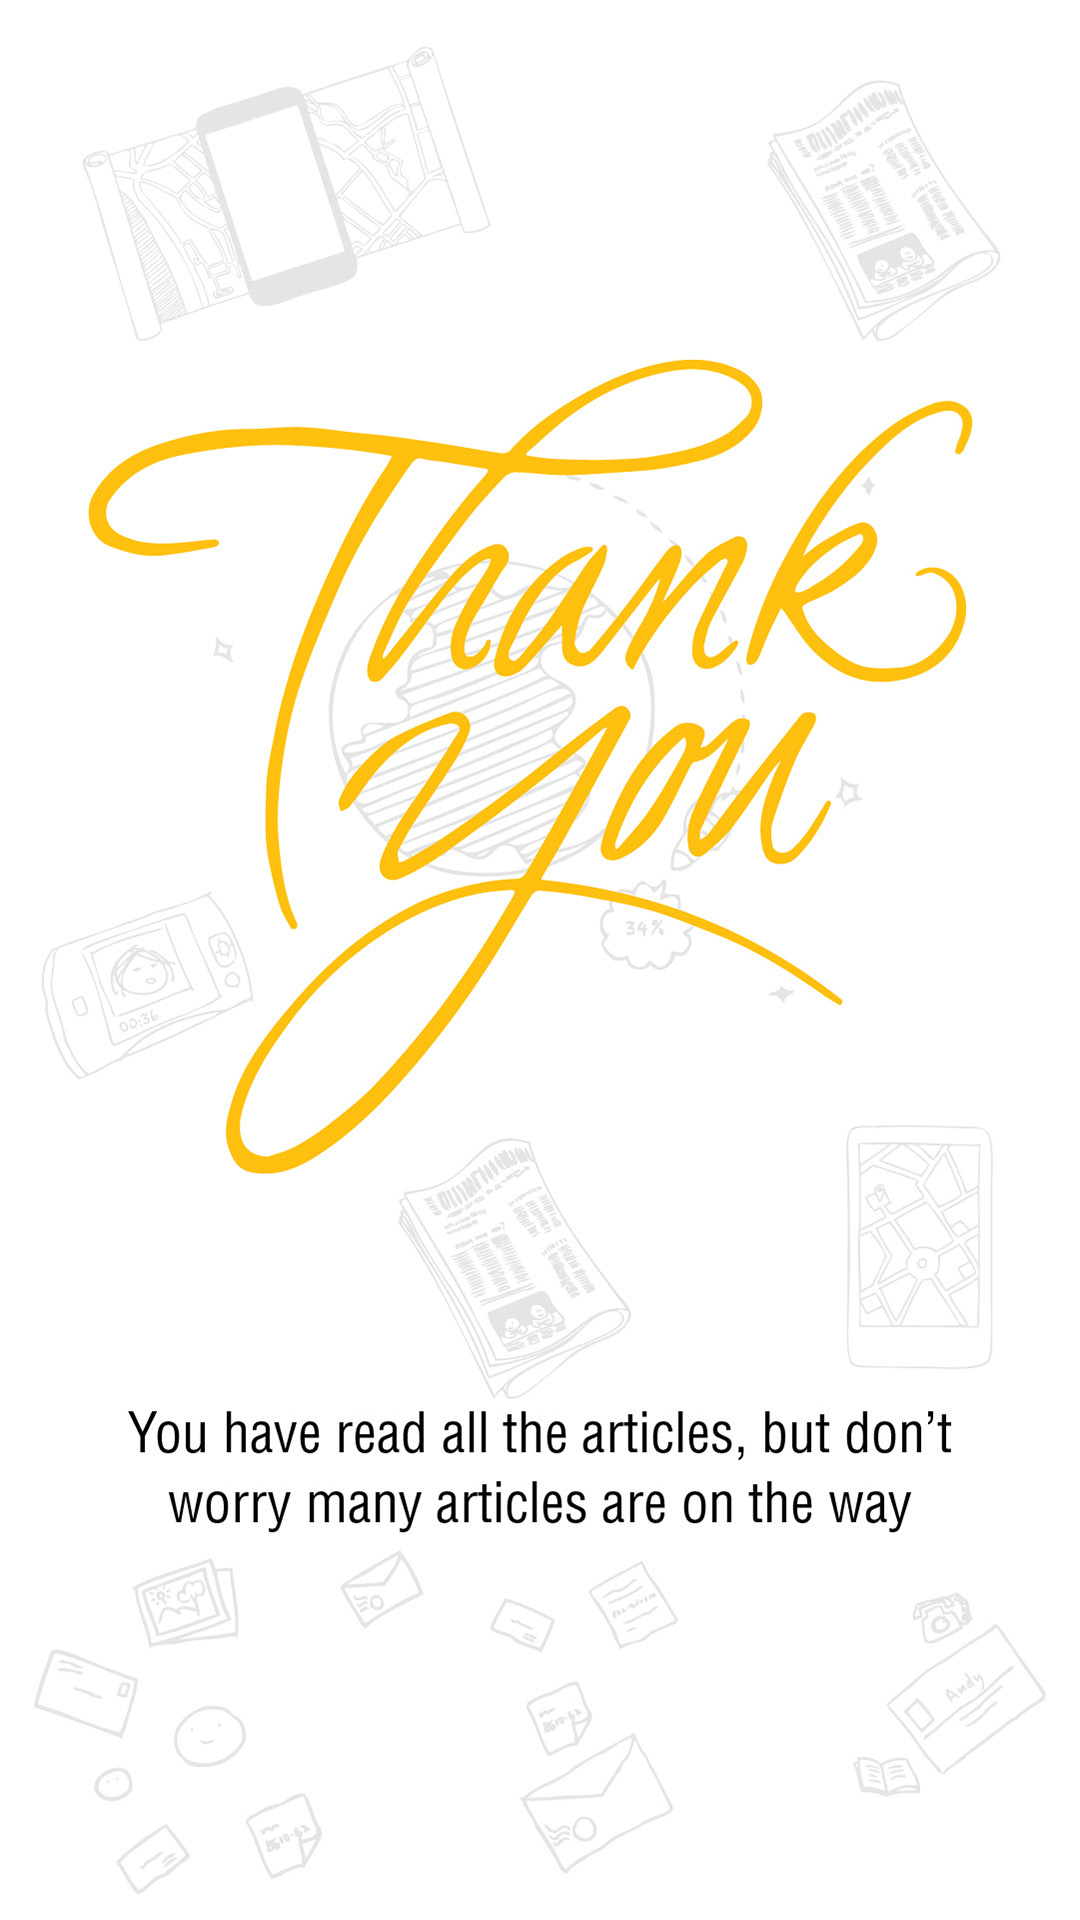 Thank
you
34%
00:36
You have read all the articles, but don’t
worry many articles are on the way
Andy